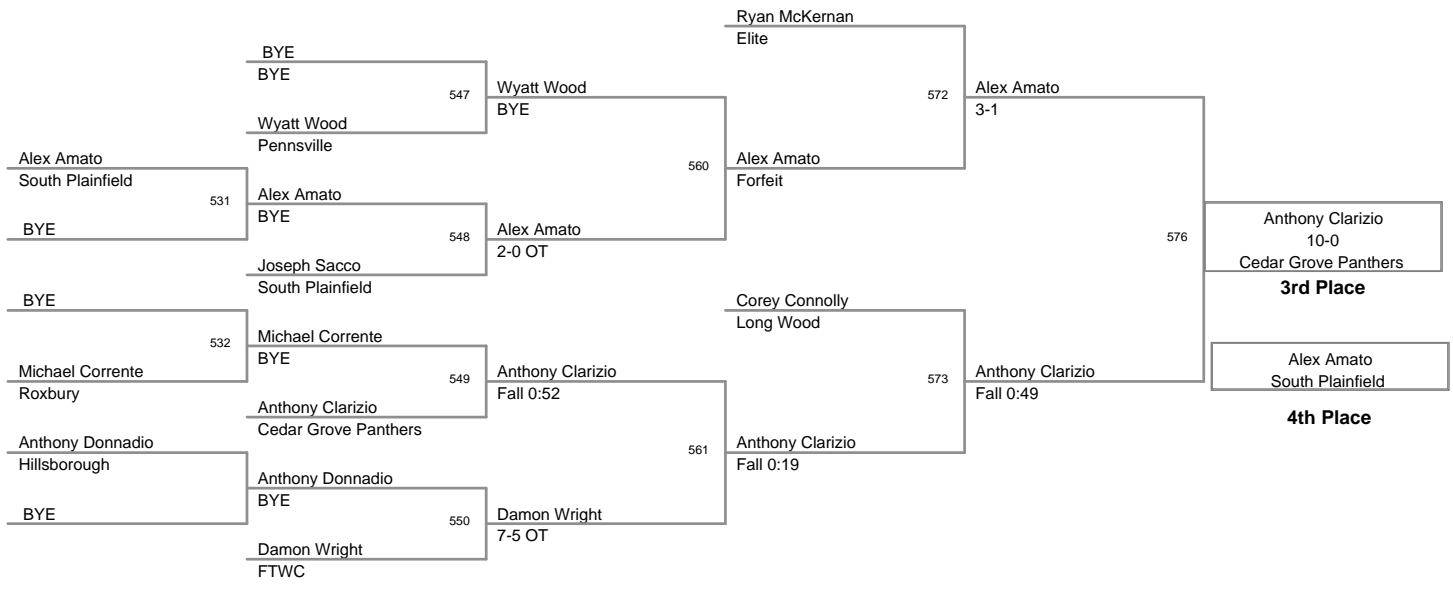 Ryan McKernan
Elite
BYE
BYE
547
Wyatt Wood
BYE
572
Alex Amato
3-1
Wyatt Wood
Pennsville
Alex Amato
South Plainfield
560
Alex Amato
Forfeit
531
Alex Amato
BYE
BYE
548
Alex Amato
2-0 OT
576
Anthony Clarizio
10-0
Cedar Grove Panthers
3rd Place
Joseph Sacco
South Plainfield
BYE
Corey Connolly
Long Wood
532
Michael Corrente
BYE
Michael Corrente
Roxbury
549
Anthony Clarizio
Fall 0:52
573
Anthony Clarizio
Fall 0:49
Alex Amato
South Plainfield
4th Place
Anthony Clarizio
Cedar Grove Panthers
Anthony Donnadio
Hillsborough
561
Anthony Clarizio
Fall 0:19
Anthony Donnadio
BYE
BYE
550
Damon Wright
7-5 OT
Damon Wright
FTWC